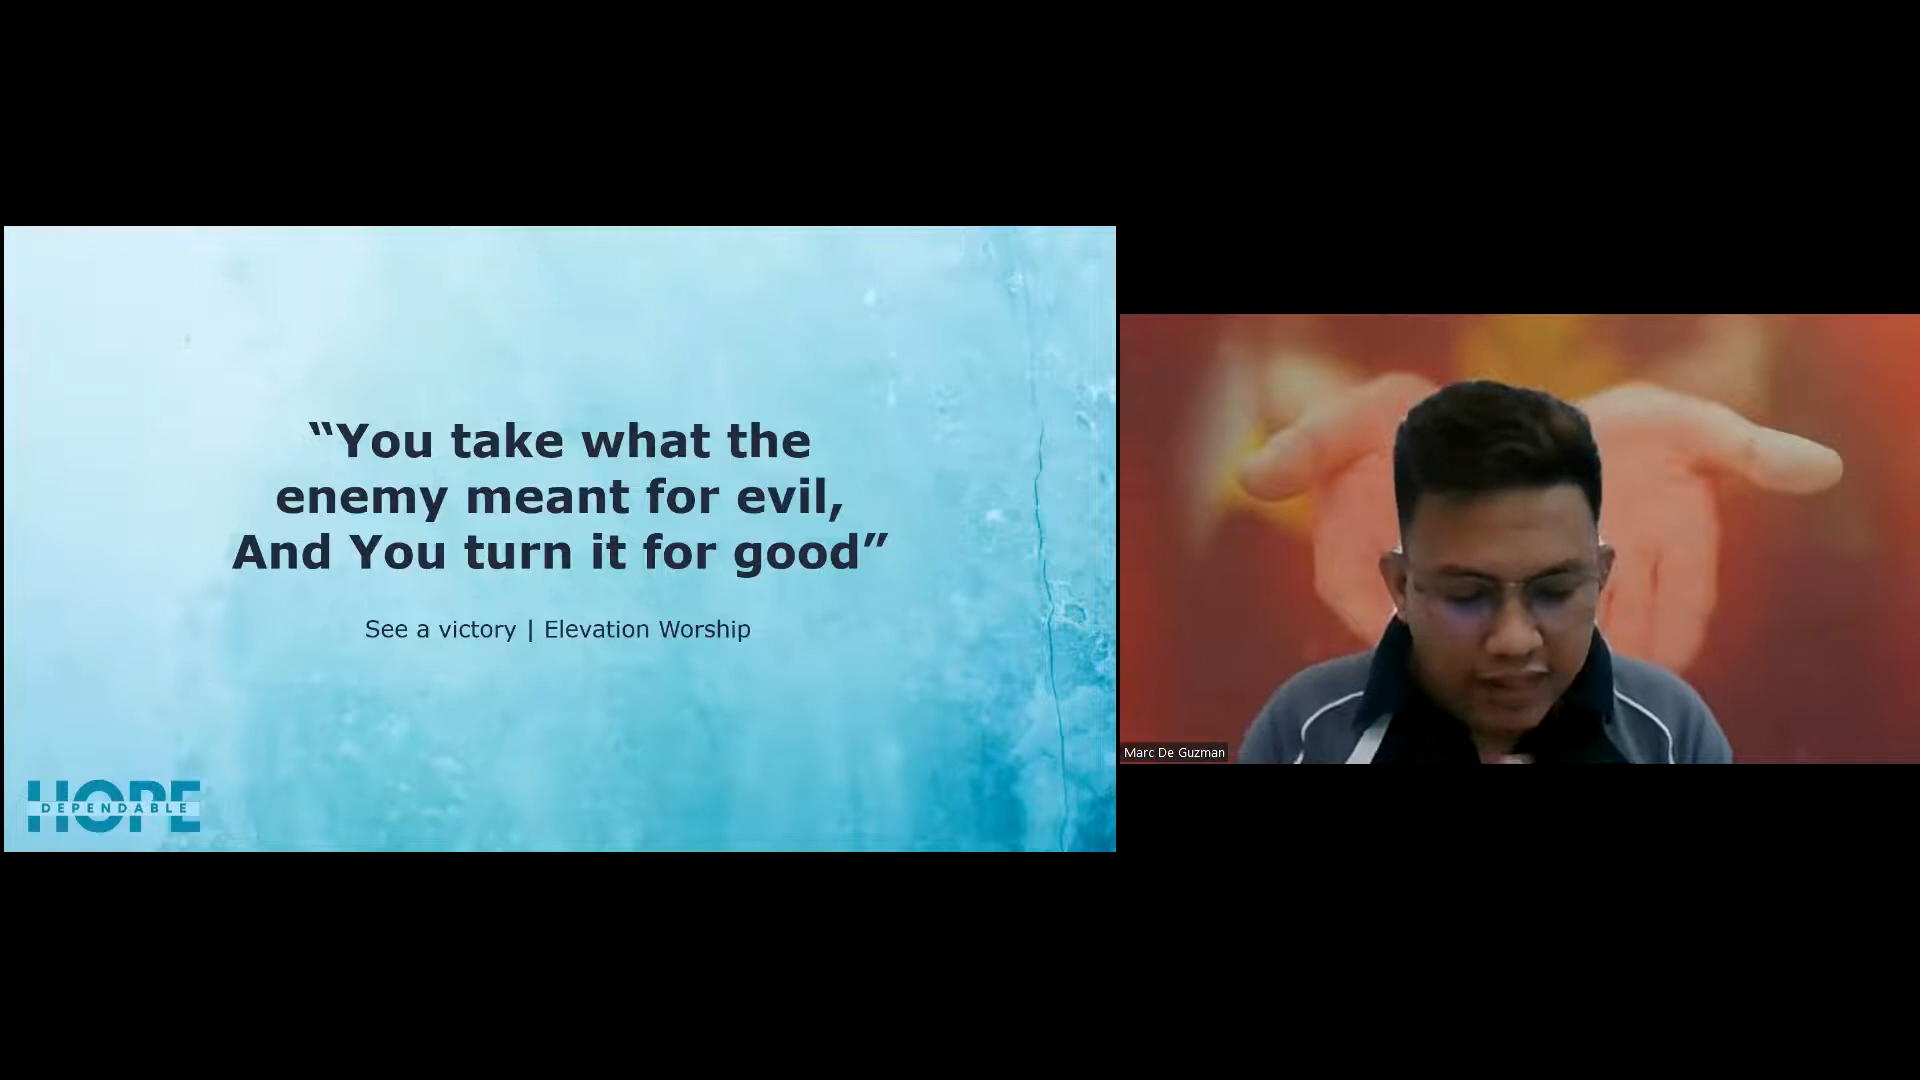 “You take what the
enemy meant for evil,
And You turn it for good”
See a victory | Elevation Worship
HOPE
DEPENDABLE
Marc De Guzman